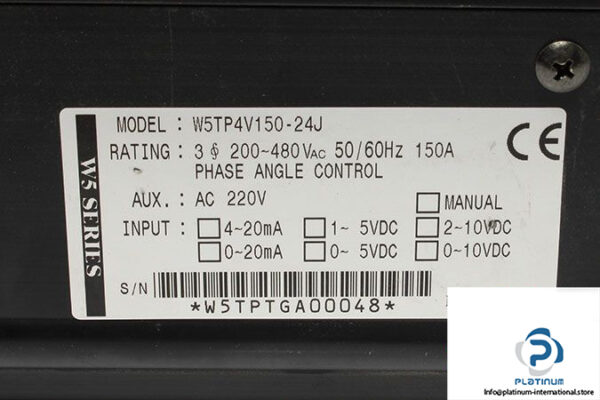 W5 SERIES
MODEL : W5TP4V150-24J
RATING : 3 ϕ 200~480VAC 50/60Hz 150A
PHASE ANGLE CONTROL
AUX. : AC 220V
☐ MANUAL
INPUT : ☐ 4~20mA ☐ 1~ 5VDC ☐ 2~10VDC
☐ 0~20mA ☐ 0~ 5VDC ☐ 0~10VDC
S/N
*W5TPTGA00048*
CE
PLATINUM
Info@platinum-international.store